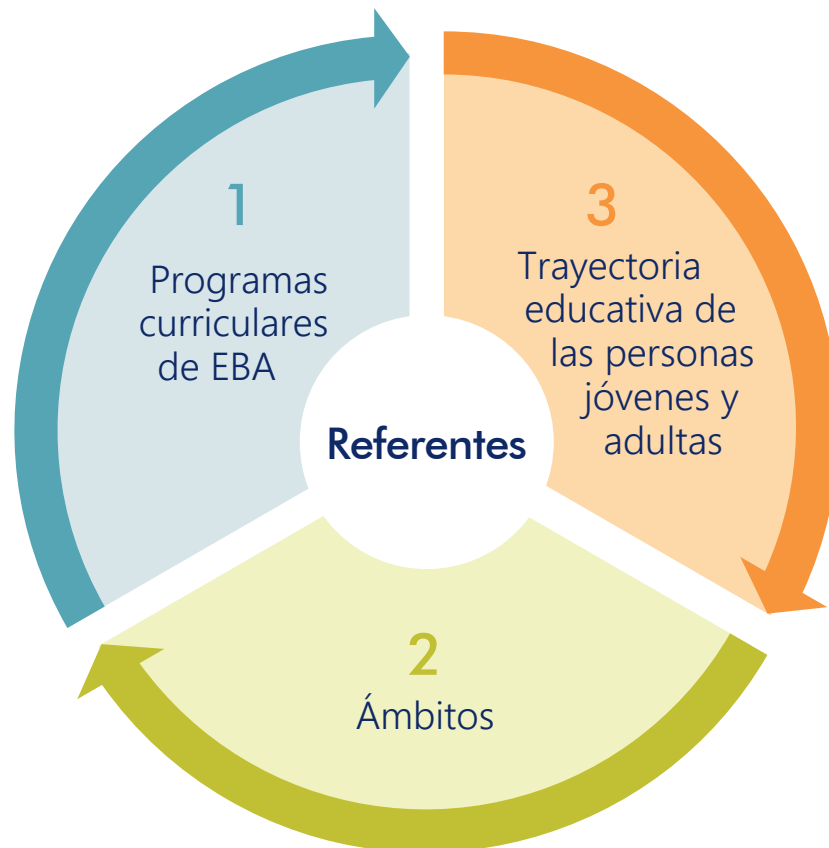 1
Programas
curriculares
de EBA
3
Trayectoria
educativa de
las personas
jóvenes y
adultas
Referentes
2
Ámbitos